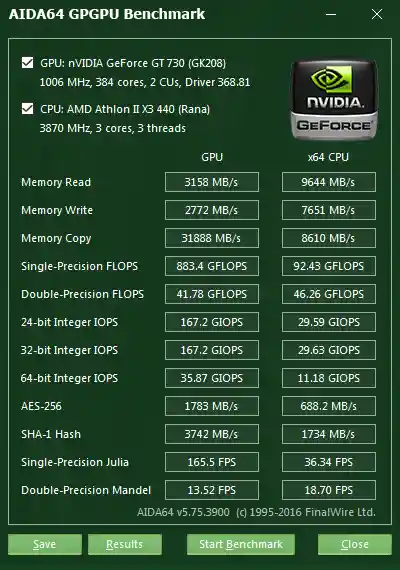 AIDA64 GPGPU Benchmark
GPU: nVIDIA GeForce GT 730 (GK208)
1006 MHz, 384 cores, 2 CUs, Driver 368.81
CPU: AMD Athlon II X3 440 (Rana)
3870 MHz, 3 cores, 3 threads
NVIDIA.
GEFORCE
GPU x64 CPU
Memory Read 3158 MB/s 9644 MB/s
Memory Write 2772 MB/s 7651 MB/s
Memory Copy 31888 MB/s 8610 MB/s
Single-Precision FLOPS 883.4 GFLOPS 92.43 GFLOPS
Double-Precision FLOPS 41.78 GFLOPS 46.26 GFLOPS
24-bit Integer IOPS 167.2 GIOPS 29.59 GIOPS
32-bit Integer IOPS 167.2 GIOPS 29.63 GIOPS
64-bit Integer IOPS 35.87 GIOPS 11.18 GIOPS
AES-256 1783 MB/s 688.2 MB/s
SHA-1 Hash 3742 MB/s 1734 MB/s
Single-Precision Julia 165.5 FPS 36.34 FPS
Double-Precision Mandel 13.52 FPS 18.70 FPS
AIDA64 v5.75.3900 (c) 1995-2016 FinalWire Ltd.
Save Results Start Benchmark Close